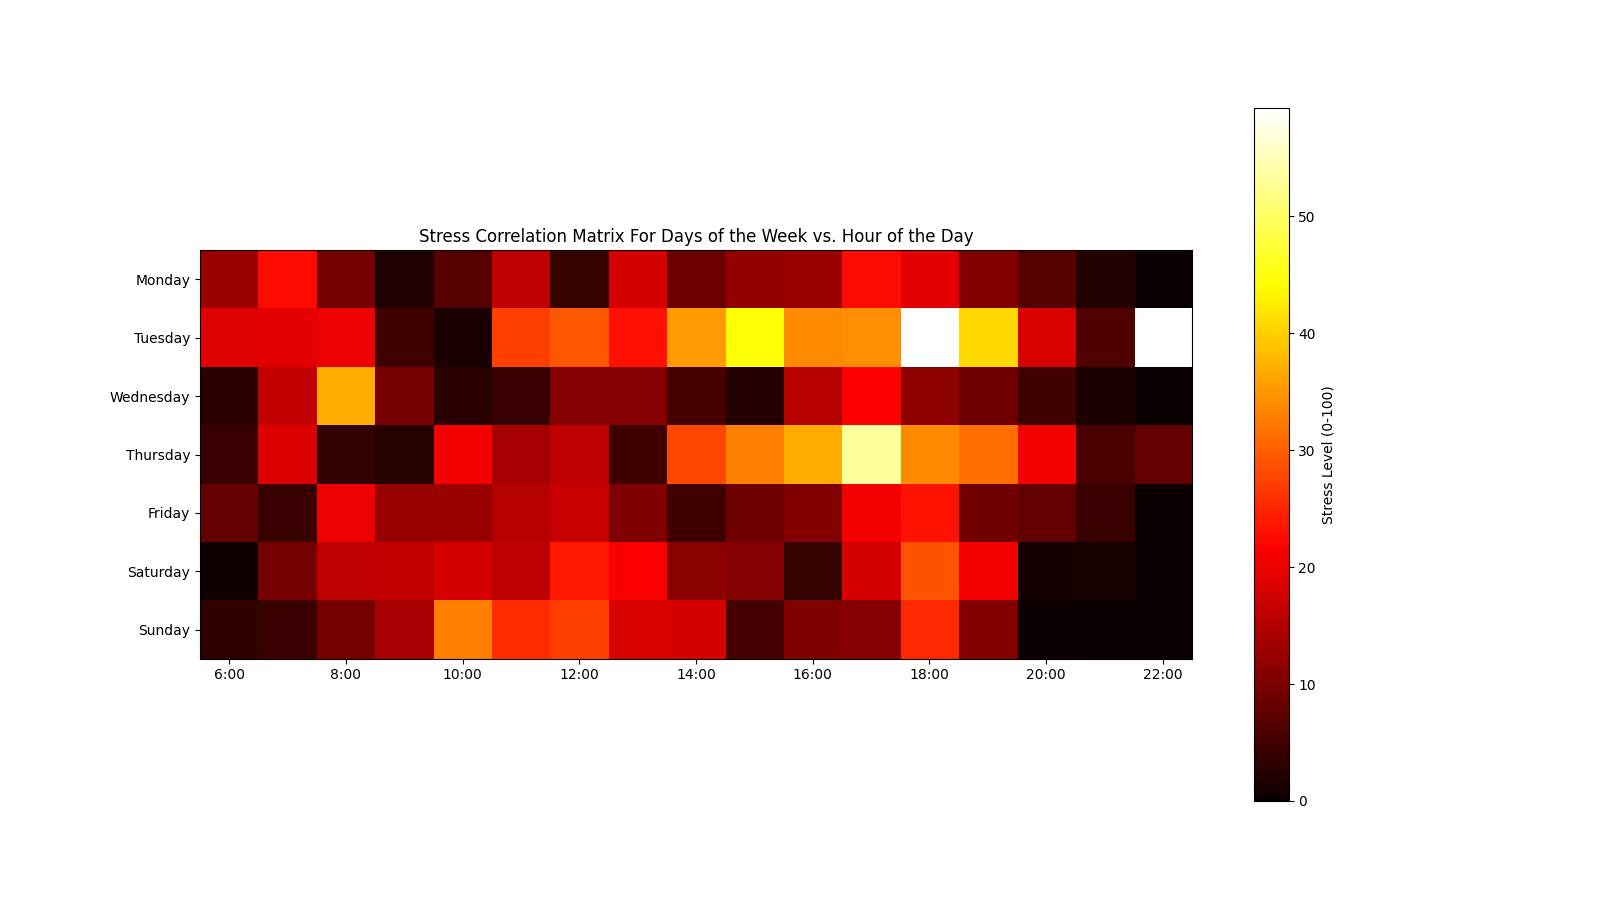 Stress Correlation Matrix For Days of the Week vs. Hour of the Day
Monday
Tuesday
Wednesday
Thursday
Friday
Saturday
Sunday
6:00 8:00 10:00 12:00 14:00 16:00 18:00 20:00 22:00
50
40
30
20
10
0
Stress Level (0-100)